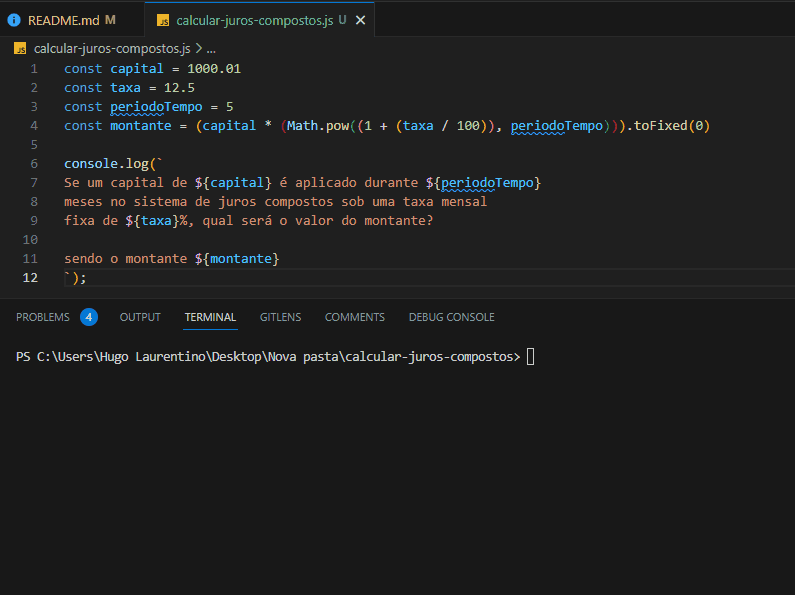 README.md M
calcular-juros-compostos.js U
calcular-juros-compostos.js > ...
1 const capital = 1000.01
2 const taxa = 12.5
3 const periodoTempo = 5
4 const montante = (capital * (Math.pow((1 + (taxa / 100)), periodoTempo))).toFixed(0)
5
6 console.log(`
7 Se um capital de ${capital} é aplicado durante ${periodoTempo}
8 meses no sistema de juros compostos sob uma taxa mensal
9 fixa de ${taxa}%, qual será o valor do montante?
10
11 sendo o montante ${montante}
12 `);
PROBLEMS 4 OUTPUT TERMINAL GITLENS COMMENTS DEBUG CONSOLE
PS C:\Users\Hugo Laurentino\Desktop\Nova pasta\calcular-juros-compostos>